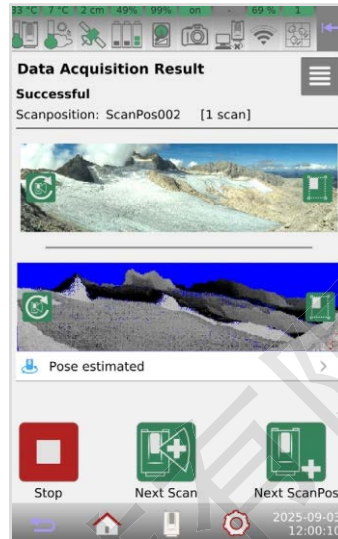 33 °C 7 °C 2 cm 49% 99% on - 69 % 1
Data Acquisition Result
Successful
Scanposition: ScanPos002 [1 scan]
Pose estimated
Stop Next Scan Next ScanPos
2025-09-03
12:00:10